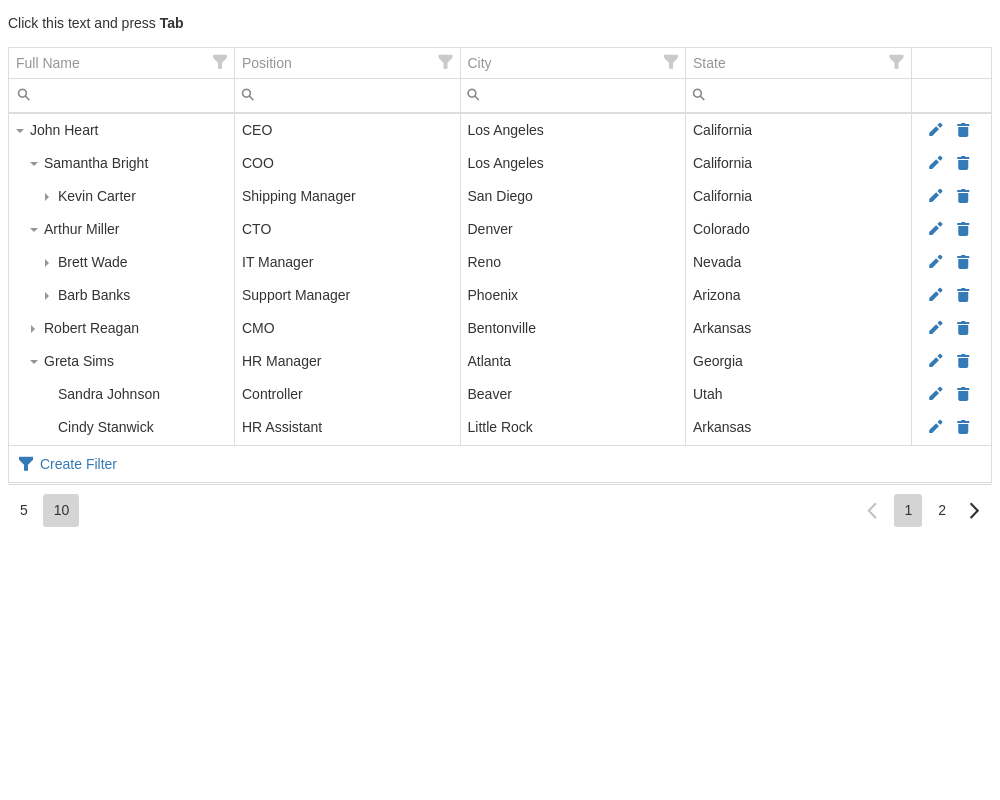 Click this text and press Tab
Full Name Position City State
John Heart CEO Los Angeles California
Samantha Bright COO Los Angeles California
Kevin Carter Shipping Manager San Diego California
Arthur Miller CTO Denver Colorado
Brett Wade IT Manager Reno Nevada
Barb Banks Support Manager Phoenix Arizona
Robert Reagan CMO Bentonville Arkansas
Greta Sims HR Manager Atlanta Georgia
Sandra Johnson Controller Beaver Utah
Cindy Stanwick HR Assistant Little Rock Arkansas
Create Filter
5 10 1 2